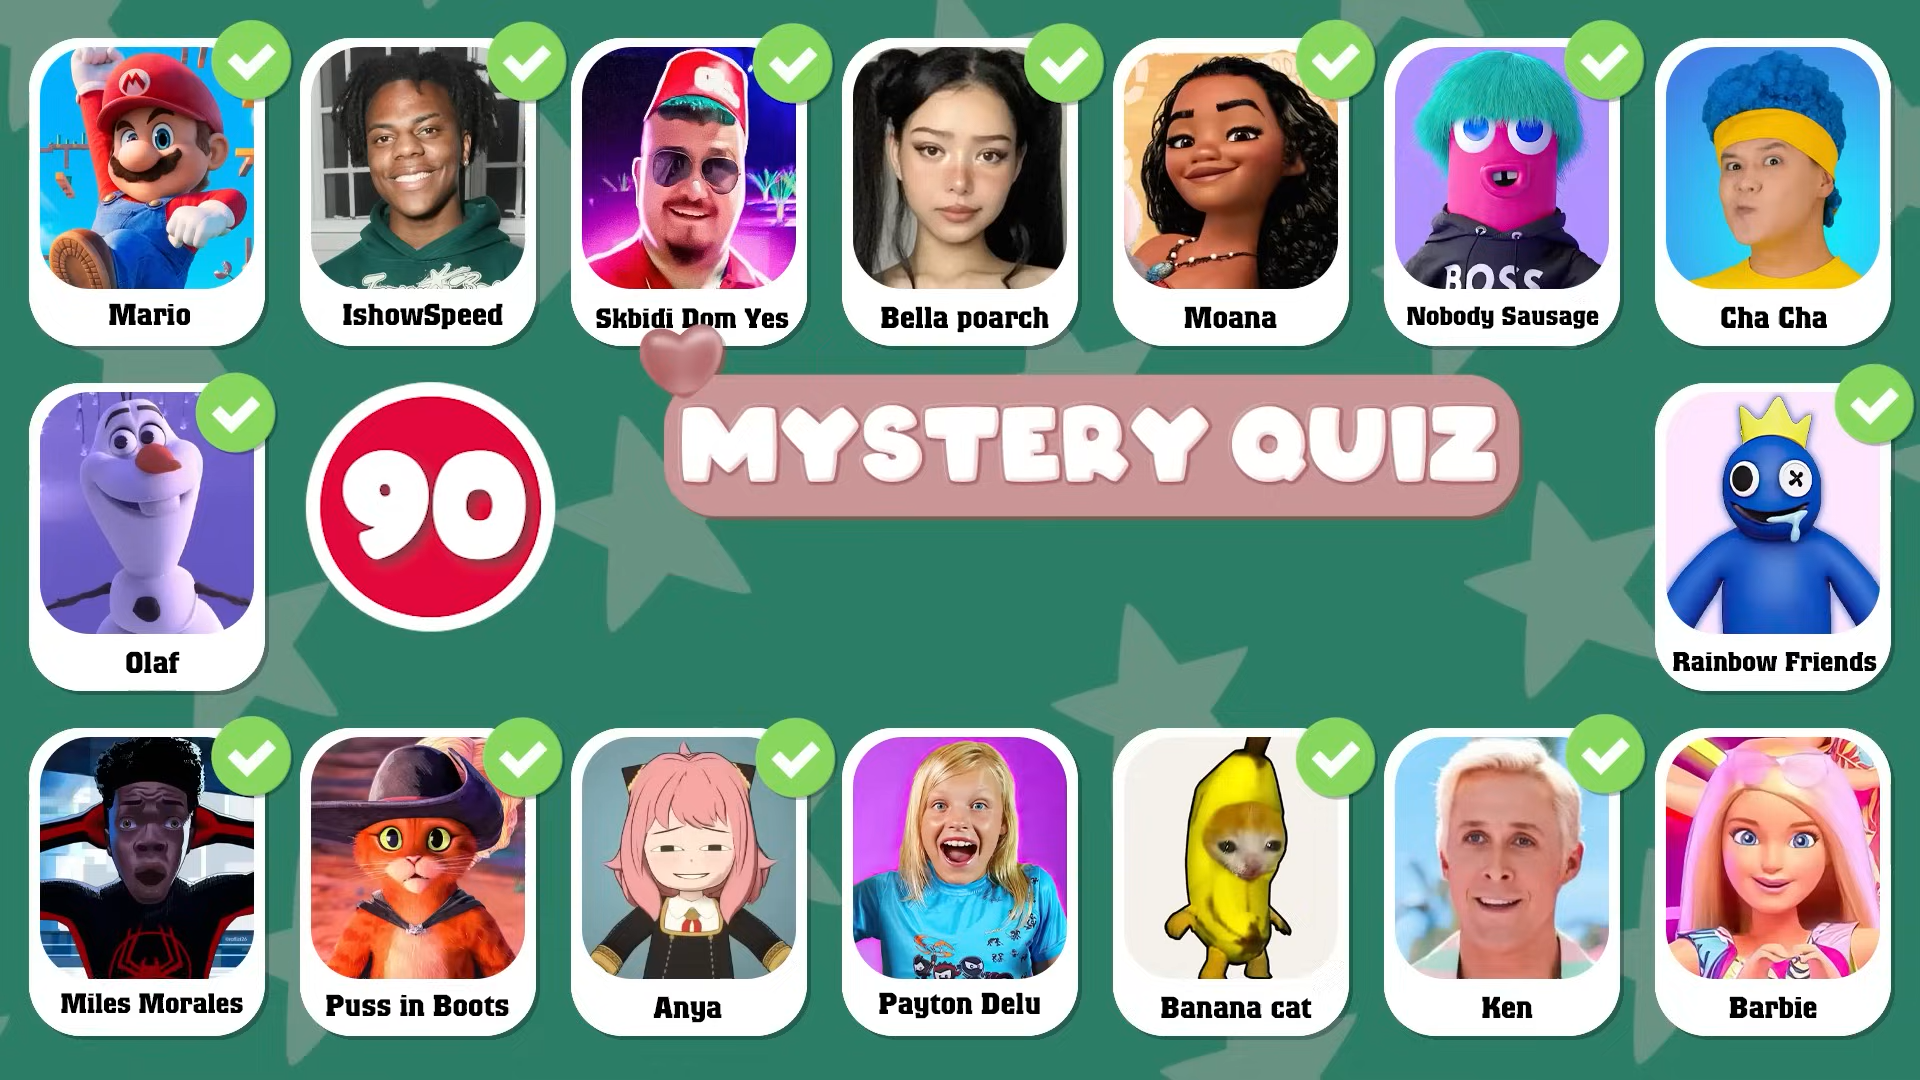 Mario
IshowSpeed
Skbidi Dom Yes
Bella poarch
Moana
BOSS
Nobody Sausage
Cha Cha
Olaf
90
MYSTERY QUIZ
Rainbow Friends
Miles Morales
Puss in Boots
Anya
Payton Delu
Banana cat
Ken
Barbie